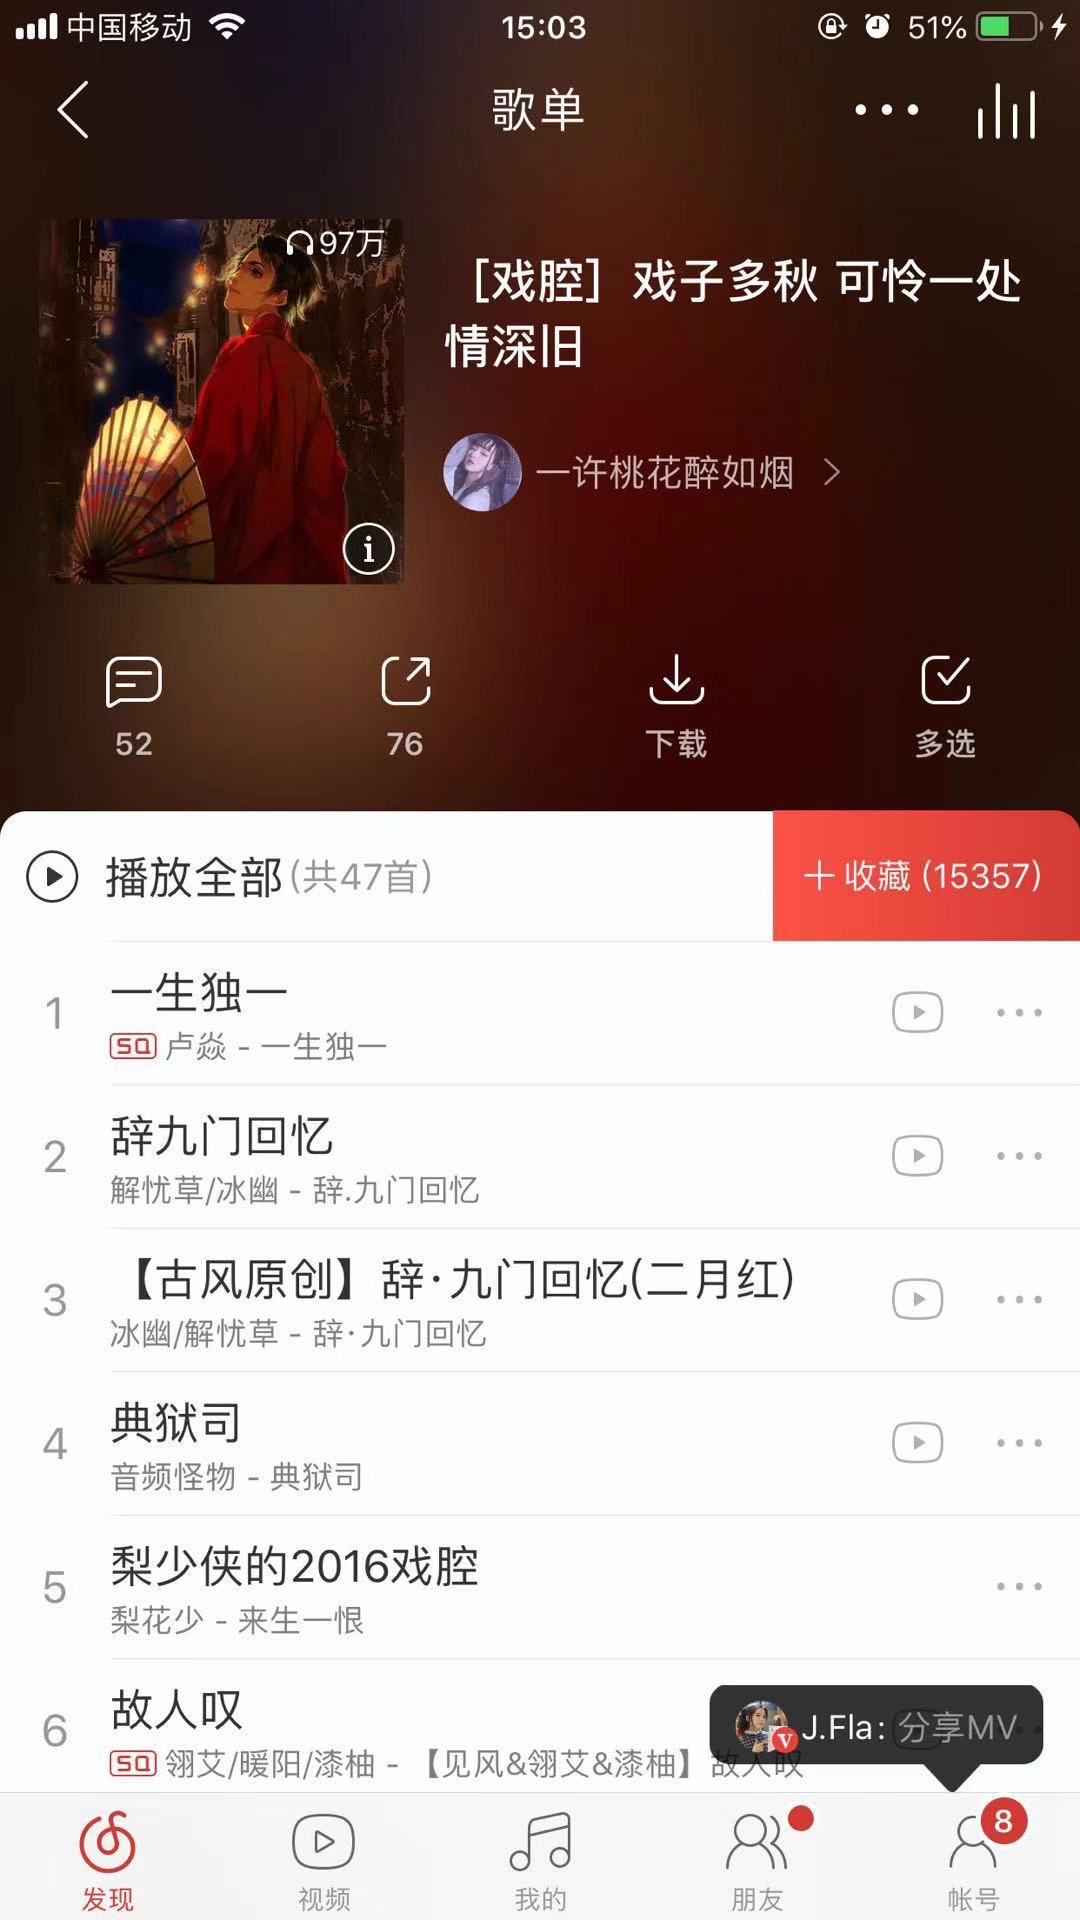 中国移动 15:03 51%
歌单
97万
［戏腔］戏子多秋 可怜一处
情深旧
一许桃花醉如烟
52 76 下载 多选
播放全部(共47首) 收藏 (15357)
1 一生独一
SQ 卢焱 - 一生独一
2 辞九门回忆
解忧草/冰幽 - 辞.九门回忆
3 【古风原创】辞·九门回忆(二月红)
冰幽/解忧草 - 辞·九门回忆
4 典狱司
音频怪物 - 典狱司
5 梨少侠的2016戏腔
梨花少 - 来生一恨
6 故人叹
V J.Fla: 分享MV
SQ 翎艾/暖阳/漆柚 - 【见风&翎艾&漆柚】故人叹
8
发现 视频 我的 朋友 帐号